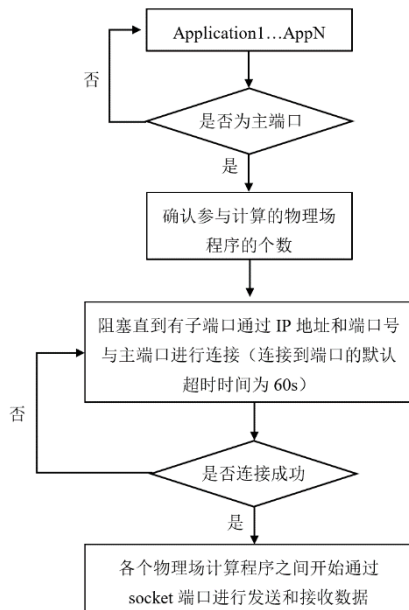 Application1…AppN
否
是否为主端口
是
确认参与计算的物理场
程序的个数
阻塞直到有子端口通过 IP 地址和端口号
与主端口进行连接（连接到端口的默认
超时时间为 60s）
否
是否连接成功
是
各个物理场计算程序之间开始通过
socket 端口进行发送和接收数据